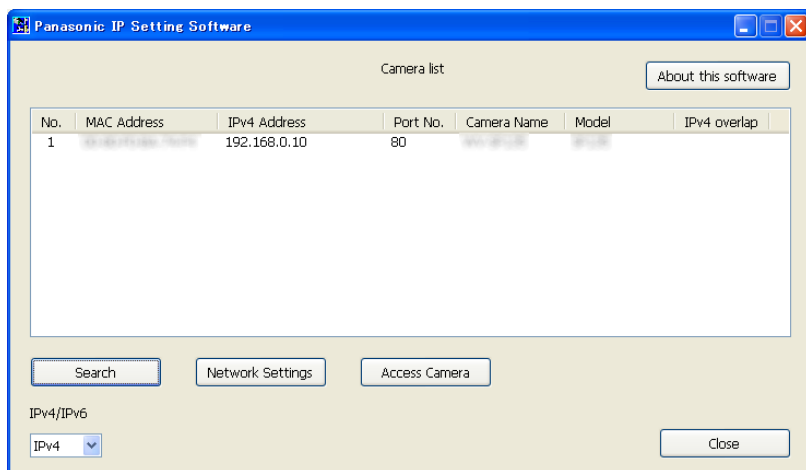 Panasonic IP Setting Software
Camera list
About this software
No. MAC Address IPv4 Address Port No. Camera Name Model IPv4 overlap
1 192.168.0.10 80
Search Network Settings Access Camera
IPv4/IPv6
IPv4
Close